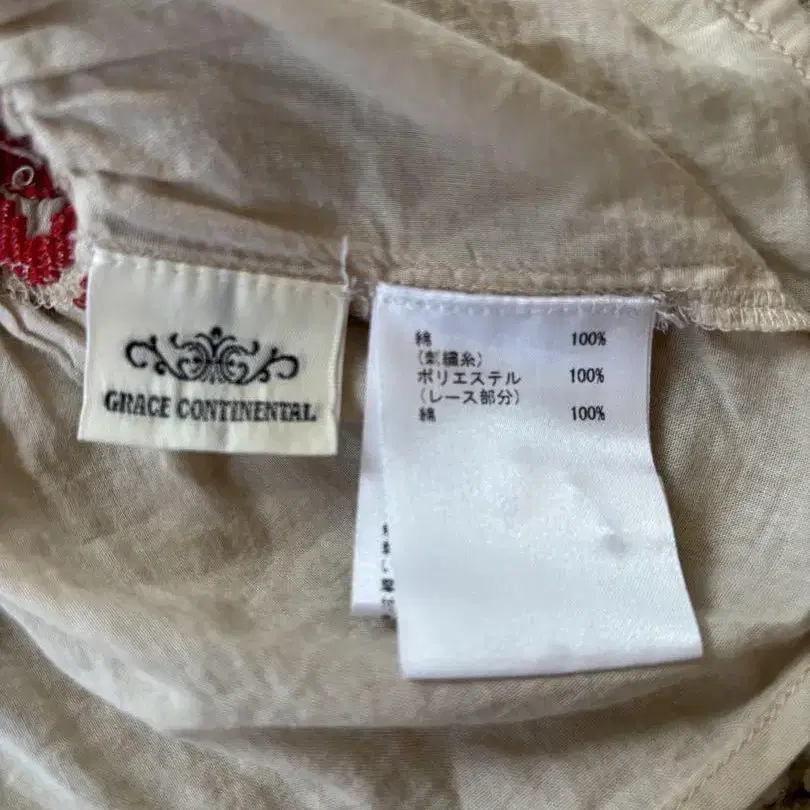 GRACE CONTINENTAL
綿 100%
(刺繍糸)
ポリエステル 100%
(レース部分)
綿 100%